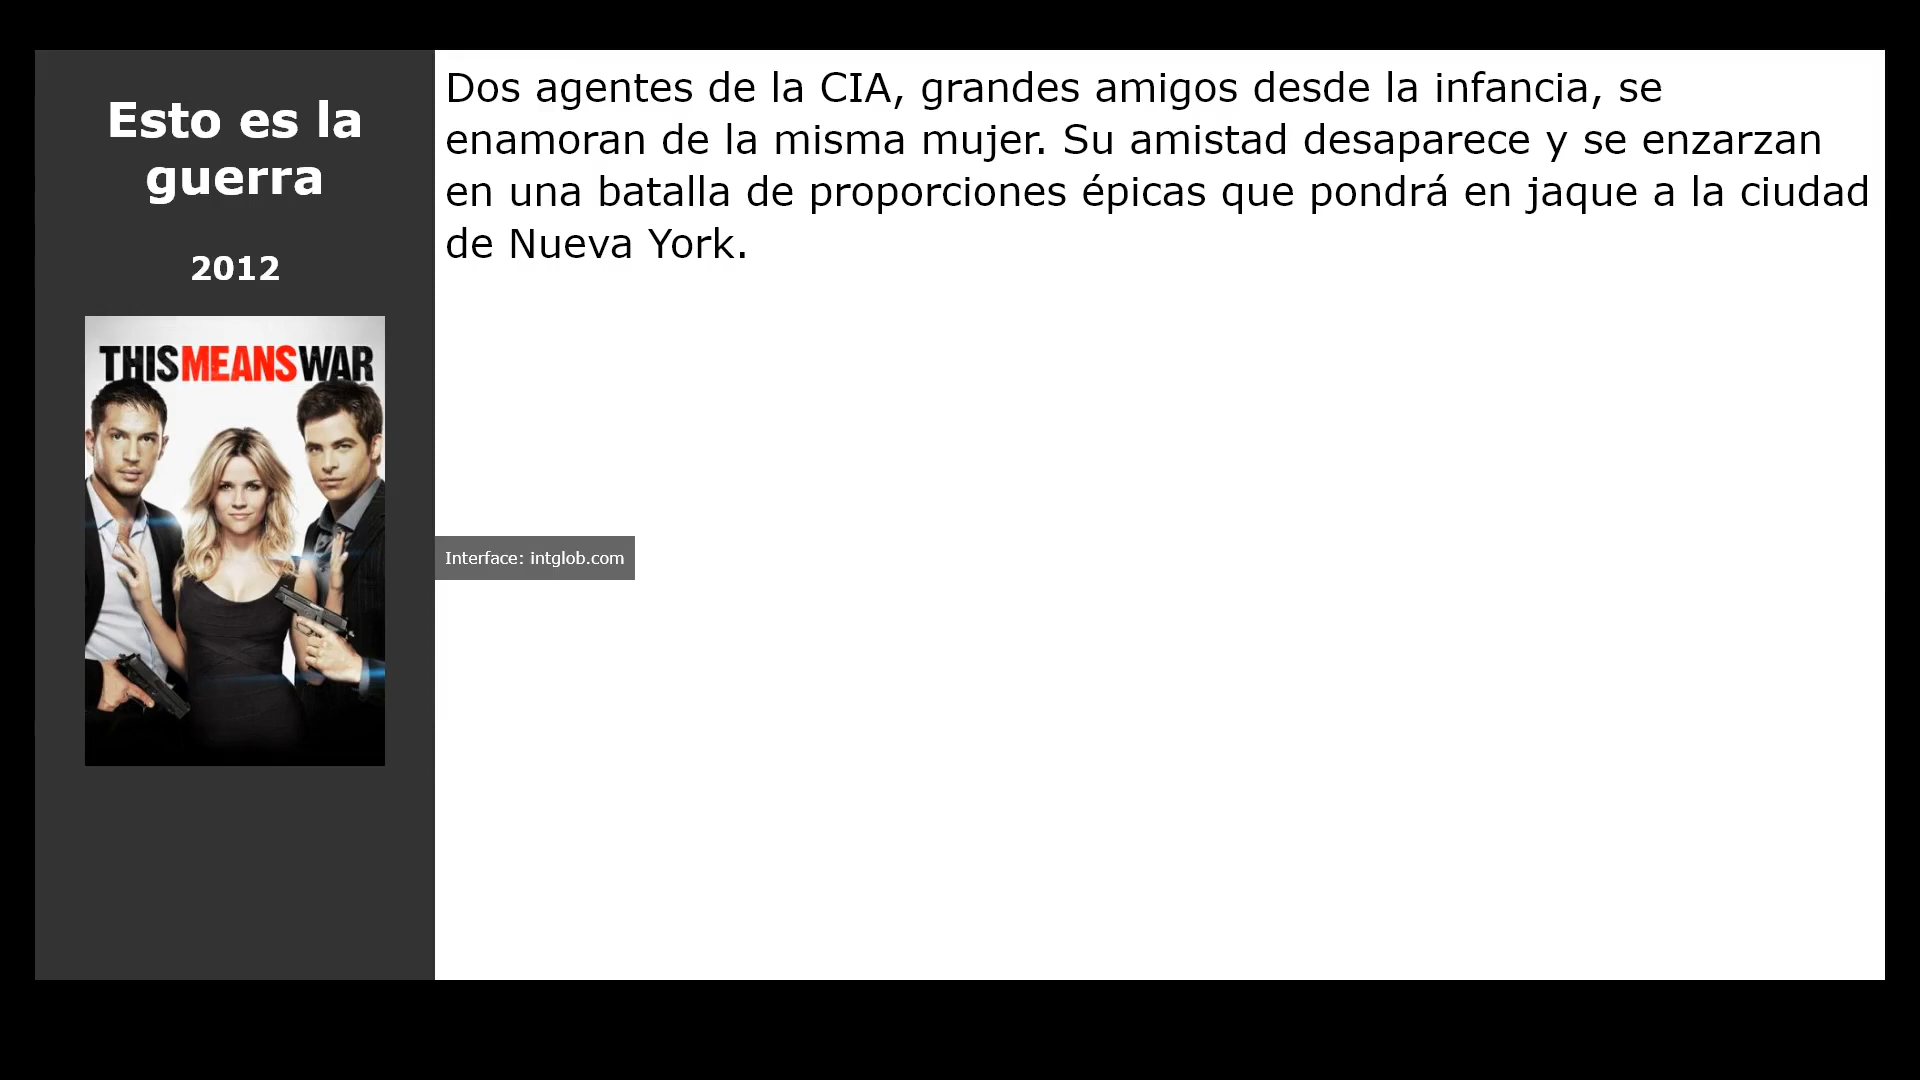 Esto es la
guerra
2012
THIS MEANS WAR
Dos agentes de la CIA, grandes amigos desde la infancia, se
enamoran de la misma mujer. Su amistad desaparece y se enzarzan
en una batalla de proporciones épicas que pondrá en jaque a la ciudad
de Nueva York.
Interface: intglob.com